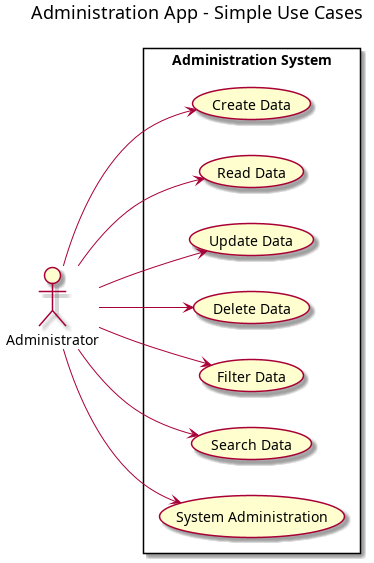 Administration App - Simple Use Cases
Administration System
Create Data
Read Data
Update Data
Delete Data
Administrator
Filter Data
Search Data
System Administration